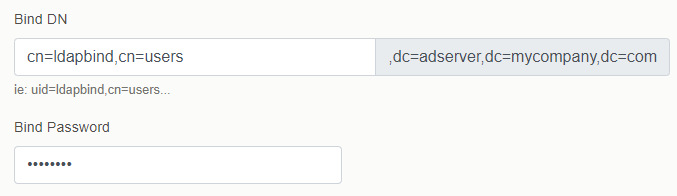 Bind DN
cn=ldapbind,cn=users ,dc=adserver,dc=mycompany,dc=com
ie: uid=ldapbind,cn=users...
Bind Password
••••••••